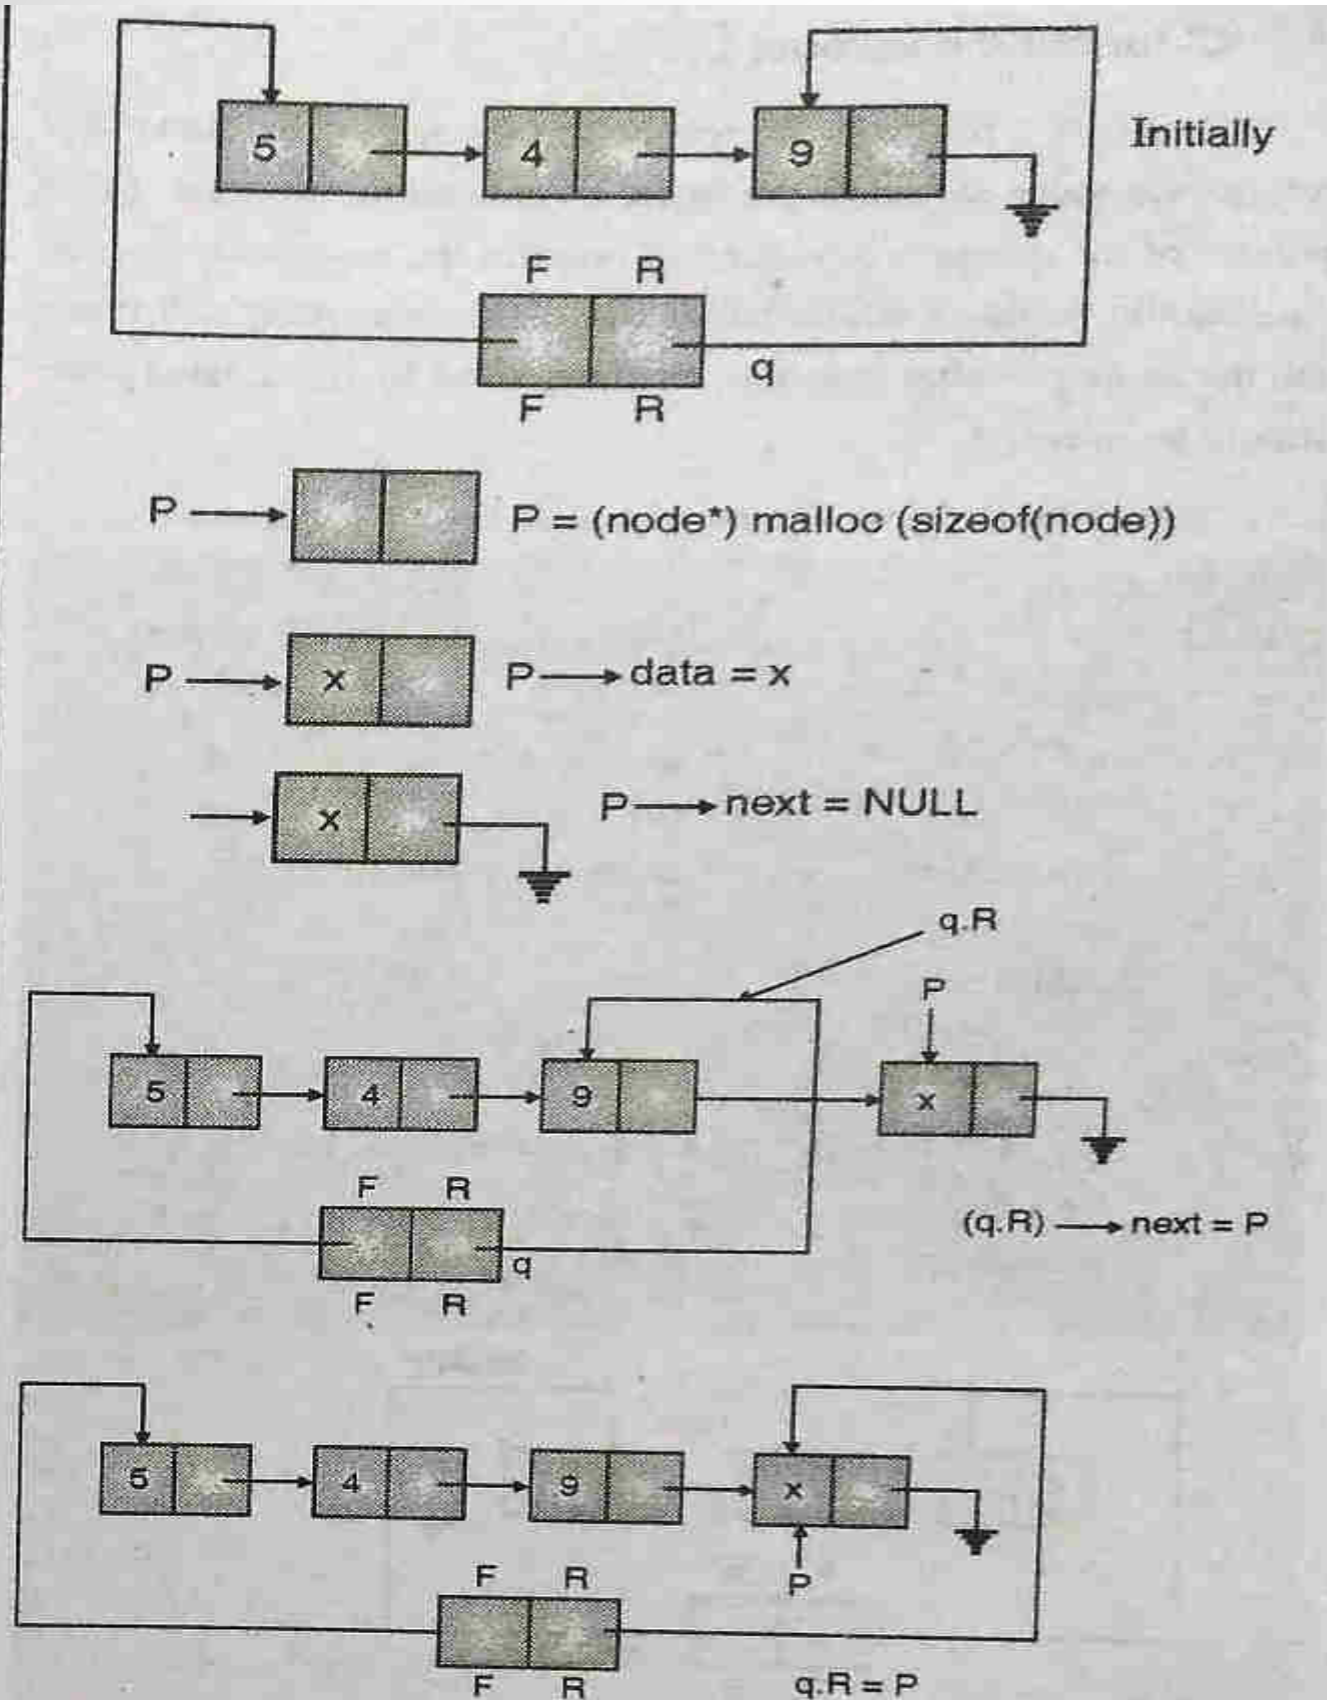 5 4 9 Initially
F R
q
F R
P P = (node*) malloc (sizeof(node))
P x P → data = x
x P → next = NULL
q.R
P
5 4 9 x
F R
(q.R) → next = P
q
F R
5 4 9 x
F R P
F R q.R = P